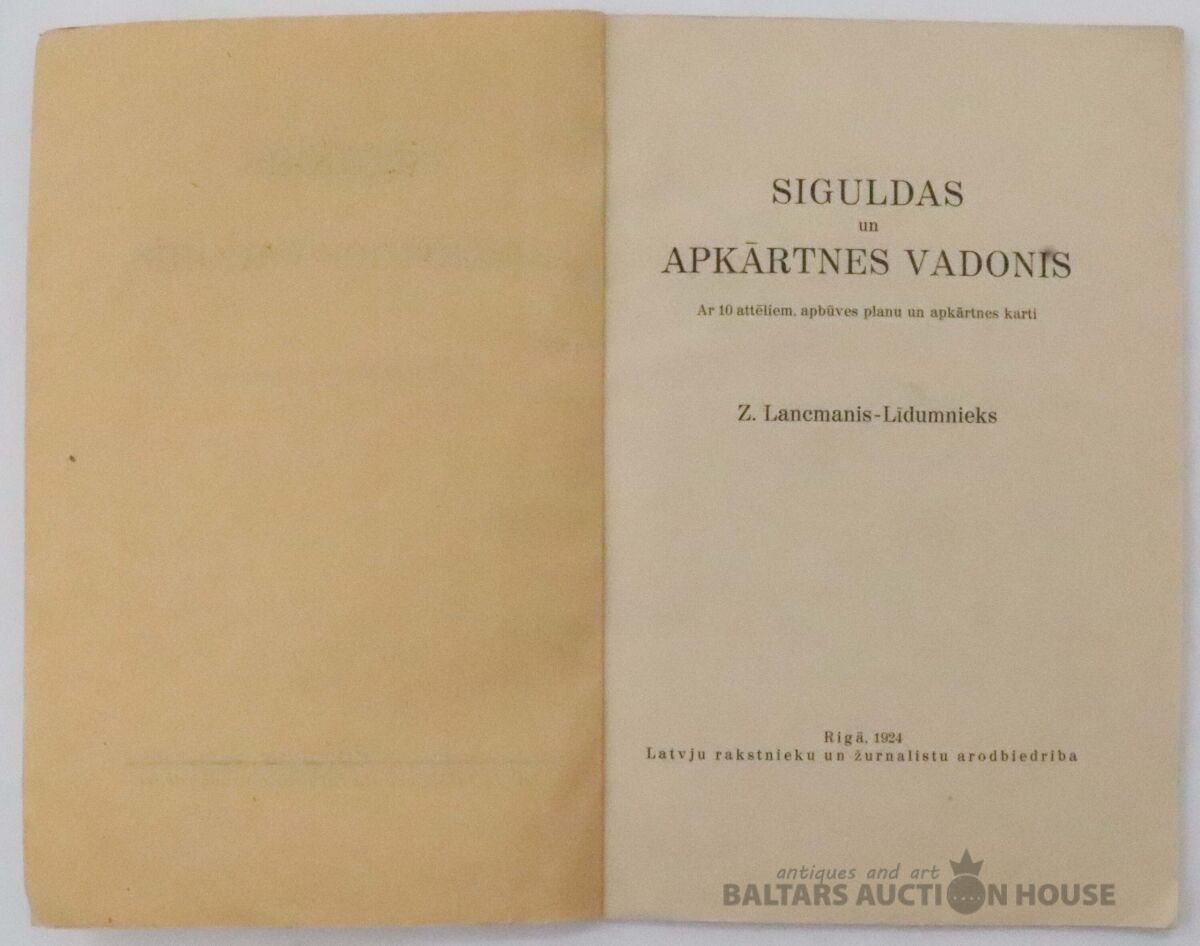 SIGULDAS
un
APKĀRTNES VADONIS
Ar 10 attēliem, apbūves planu un apkārtnes karti
Z. Lancmanis-Līdumnieks
Rigā, 1924
Latvju rakstnieku un žurnalistu arodbiedrība
antiques and art
BALTARS AUCTION HOUSE